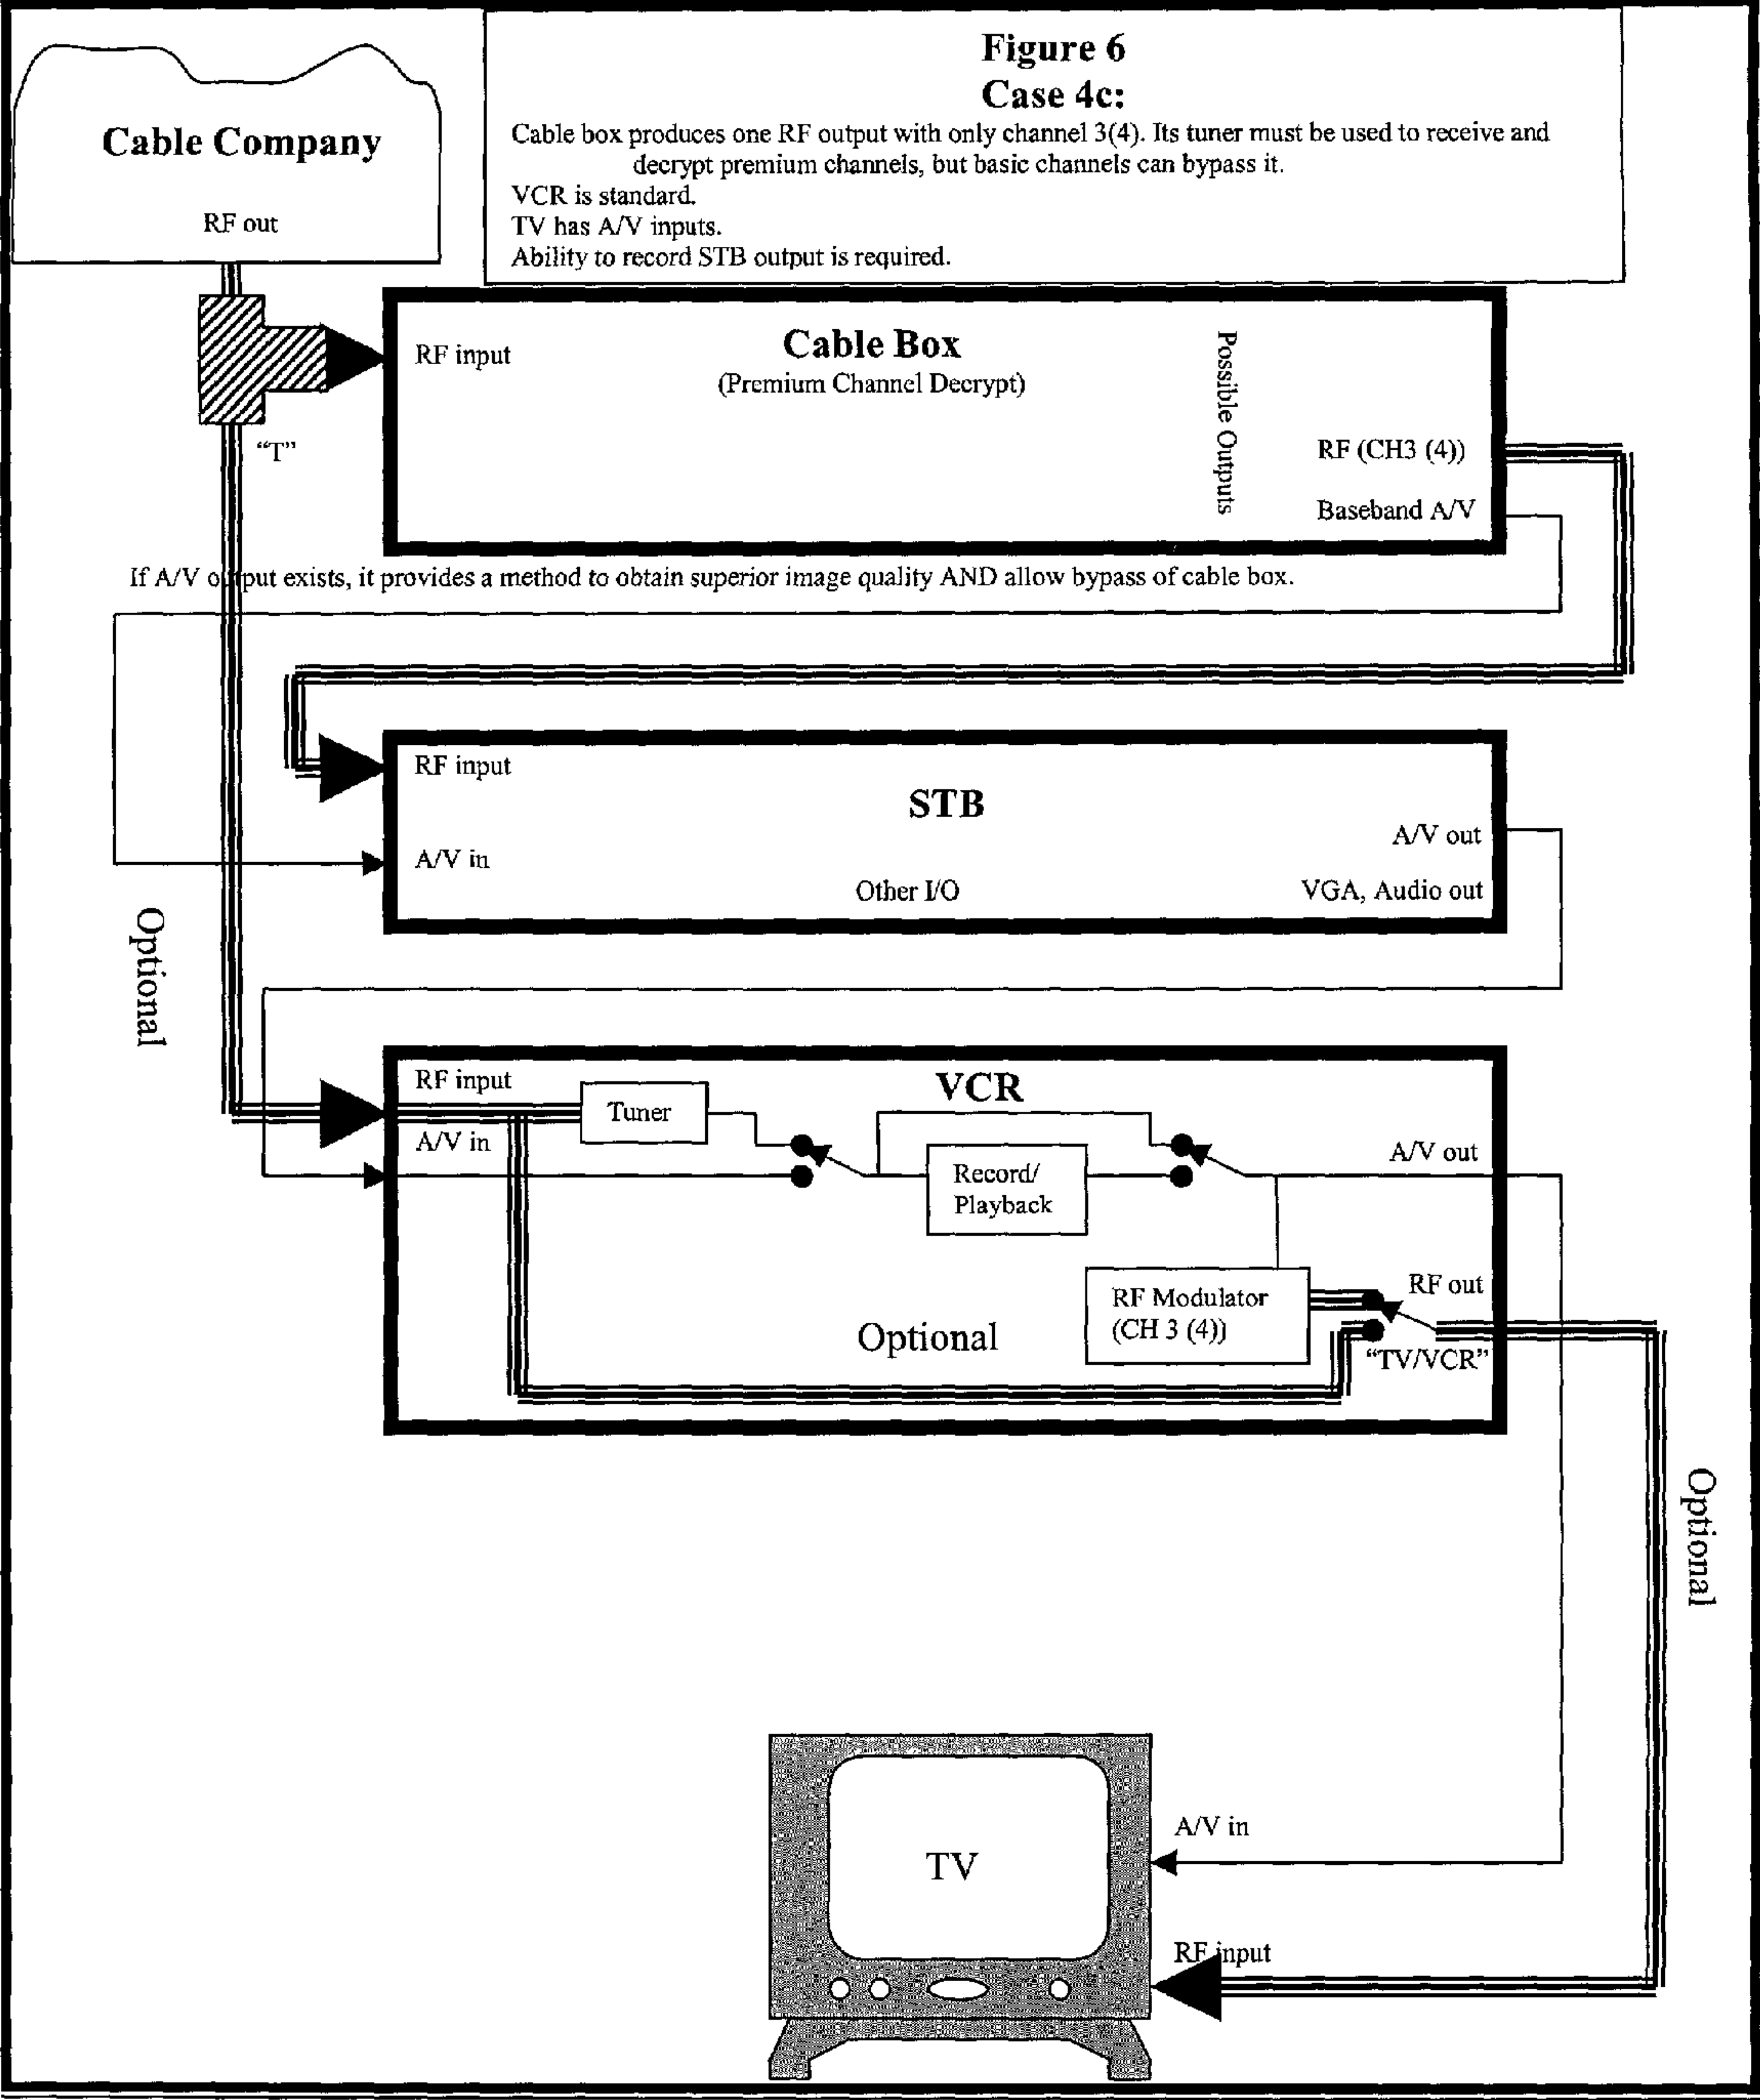 Figure 6
Case 4c:
Cable box produces one RF output with only channel 3(4). Its tuner must be used to receive and
decrypt premium channels, but basic channels can bypass it.
VCR is standard.
TV has A/V inputs.
Ability to record STB output is required.
Cable Company
RF out
"T"
RF input
Cable Box
(Premium Channel Decrypt)
Possible Outputs
RF (CH3 (4))
Baseband A/V
If A/V output exists, it provides a method to obtain superior image quality AND allow bypass of cable box.
RF input
STB
A/V out
A/V in
Other I/O
VGA, Audio out
Optional
RF input
VCR
Tuner
A/V in
A/V out
Record/
Playback
RF out
RF Modulator
(CH 3 (4))
Optional
"TV/VCR"
Optional
A/V in
TV
RF input